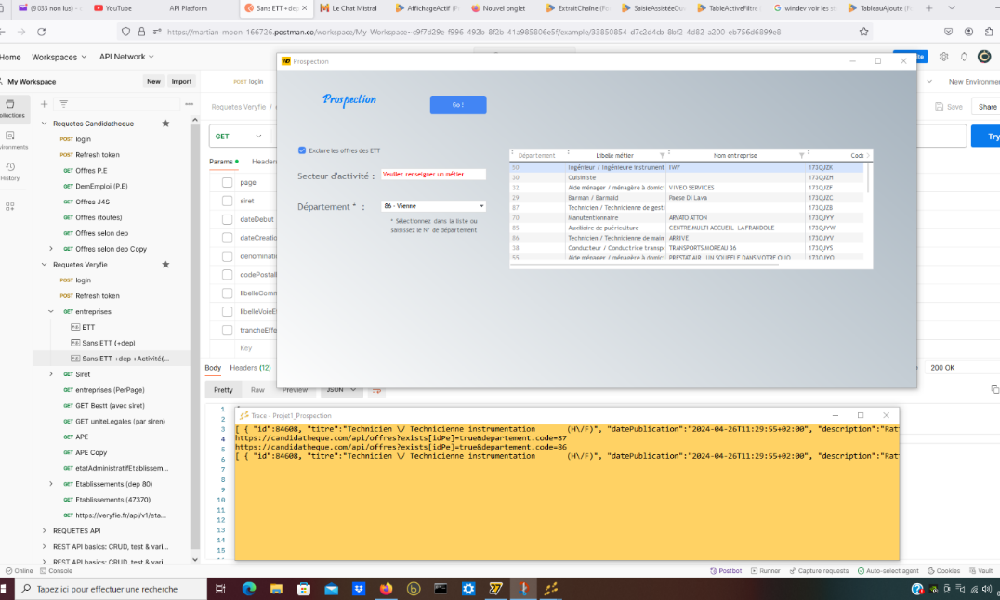 (9 033 non lus) -
YouTube
API Platform
Sans ETT +dep
Le Chat Mistral
AffichageActif (F
Nouvel onglet
ExtraitChaîne (Fo
SaisieAssistéeOuv
TableActiveFiltre
windev voir les
TableauAjoute (F
https://martian-moon-166726.postman.co/workspace/My-Workspace~c9f7d29e-f996-492b-8f2b-41a985806e5f/example/33850854-d7c2d4cb-8bf2-4d82-a200-eb756d6899e8
Home
Workspaces
API Network
My Workspace
New
Import
POST login
New Environme
Requetes Veryfie /
Save
Share
GET
Try
Params
Headers
page
siret
dateDebut
dateCreatio
denominati
codePostal
libelleComn
libelleVoieE
trancheEffe
Key
Body
Headers (12)
200 OK
Pretty
Raw
Preview
JSON
ollections
vironments
History
Requetes Candidatheque
POST login
POST Refresh token
GET Offres P.E
GET DemEmploi (P.E)
GET Offres J4S
GET Offres (toutes)
GET Offres selon dep
GET Offres selon dep Copy
Requetes Veryfie
POST login
POST Refresh token
GET entreprises
ETT
Sans ETT (+dep)
Sans ETT +dep +Activité(...
GET Siret
GET entreprises (PerPage)
GET GET Bestt (avec siret)
GET GET uniteLegales (par siren)
GET APE
GET APE Copy
GET etatAdministratifEtablissem...
GET Etablissements (dep 80)
GET Etablissements (47370)
GET https://veryfie.fr/api/v1/eta...
REQUETES API
REST API basics: CRUD, test & vari...
REST API basics: CRUD, test & vari...
Prospection
Prospection
Go !
Exclure les offres des ETT
Secteur d'activité :
Veuillez renseigner un métier
Département * :
86 - Vienne
* Sélectionnez dans la liste ou
saisissez le N° de département
Département Libele métier Nom entreprise Code
50 Ingénieur / Ingénieure instrument IWF 173QJZK
30 Cuisiniste 173QJZH
32 Aide ménager / ménagère à domici VIVEO SERVICES 173QJZF
29 Barman / Barmaid Paese Di Lava 173QJZC
87 Technicien / Technicienne de gesti 173QJZB
70 Manutentionnaire ARVATO ATTON 173QJYY
85 Auxiliaire de puériculture CENTRE MULTI ACCUEIL LAFRANDOLE 173QJYW
86 Technicien / Technicienne de main ARRIVE 173QJYV
38 Conducteur / Conductrice transpo TRANSPORTS MOREAU 36 173QJYS
55 Aide ménager / ménagère à domici PRESTAT'AIR UN SOUFFLE DANS VOTRE QUO 173QJYQ
1
2
3
4
5
6
7
8
9
10
11
12
13
14
15
Trace - Projet1_Prospection
[ { "id":84608, "titre":"Technicien \/ Technicienne instrumentation (H\/F)", "datePublication":"2024-04-26T11:29:55+02:00", "description":"Rat
https://candidatheque.com/api/offres?exists[idPe]=true&departement.code=87
https://candidatheque.com/api/offres?exists[idPe]=true&departement.code=86
[ { "id":84608, "titre":"Technicien \/ Technicienne instrumentation (H\/F)", "datePublication":"2024-04-26T11:29:55+02:00", "description":"Rat
Online
Console
Postbot
Runner
Capture requests
Auto-select agent
Cookies
Vault
Tapez ici pour effectuer une recherche